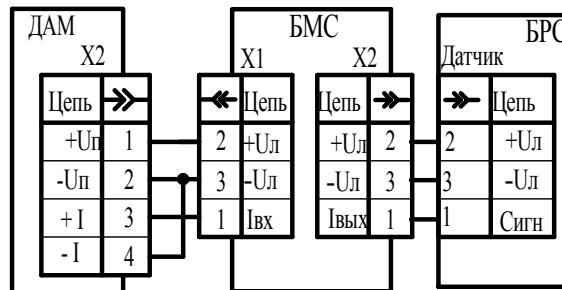 ДАМ БМС БРС
X2 X1 X2 Датчик
Цепь Цепь Цепь Цепь
+Uп 1 2 +Uл +Uл 2 2 +Uл
-Uп 2 3 -Uл -Uл 3 3 -Uл
+ I 3 1 Iвх Iвых 1 1 Сигн
- I 4